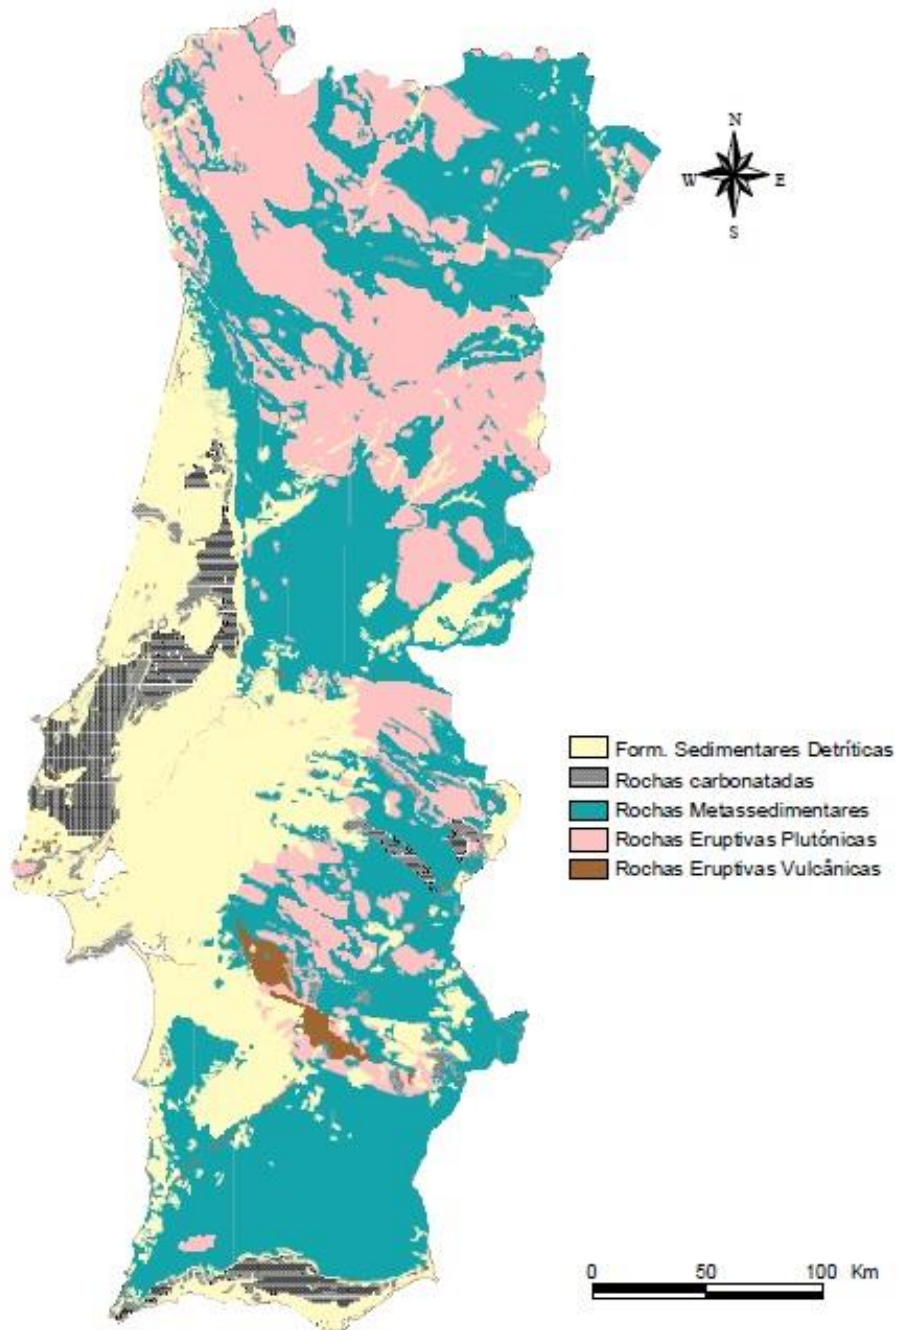 N
W E
S
Form. Sedimentares Detríticas
Rochas carbonatadas
Rochas Metassedimentares
Rochas Eruptivas Plutónicas
Rochas Eruptivas Vulcânicas
0 50 100 Km